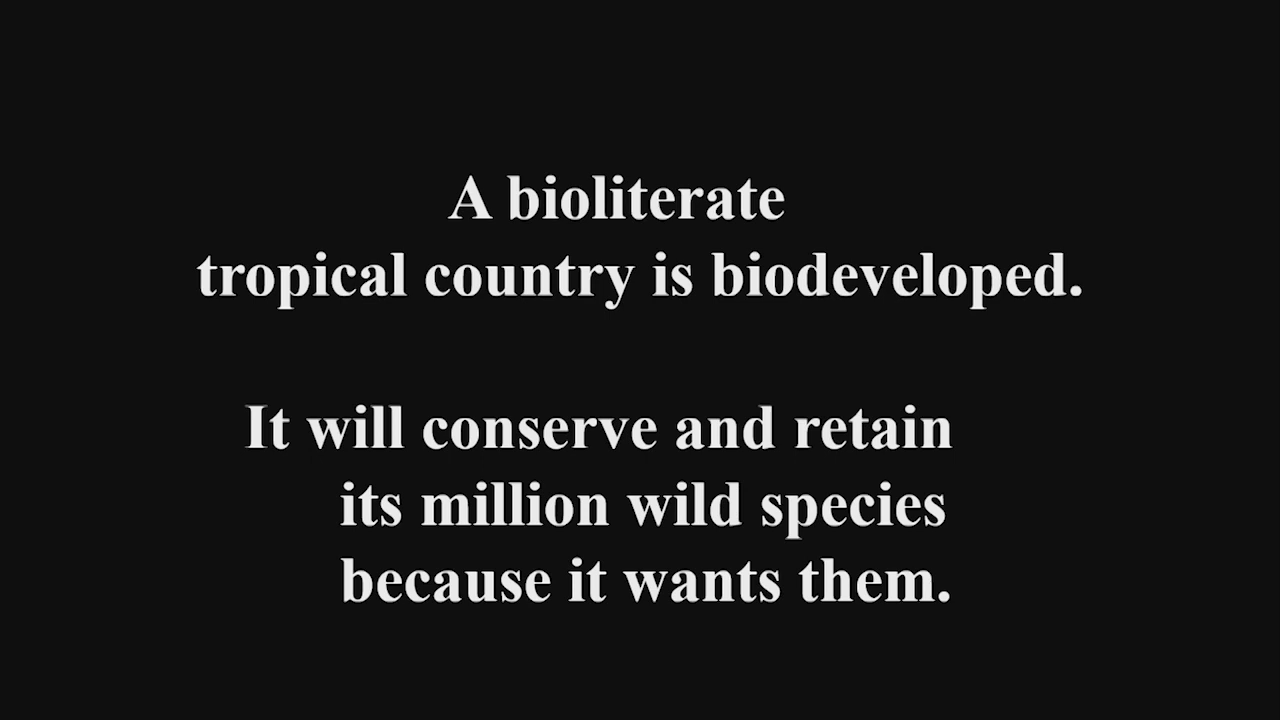 A bioliterate
tropical country is biodeveloped.
It will conserve and retain
its million wild species
because it wants them.